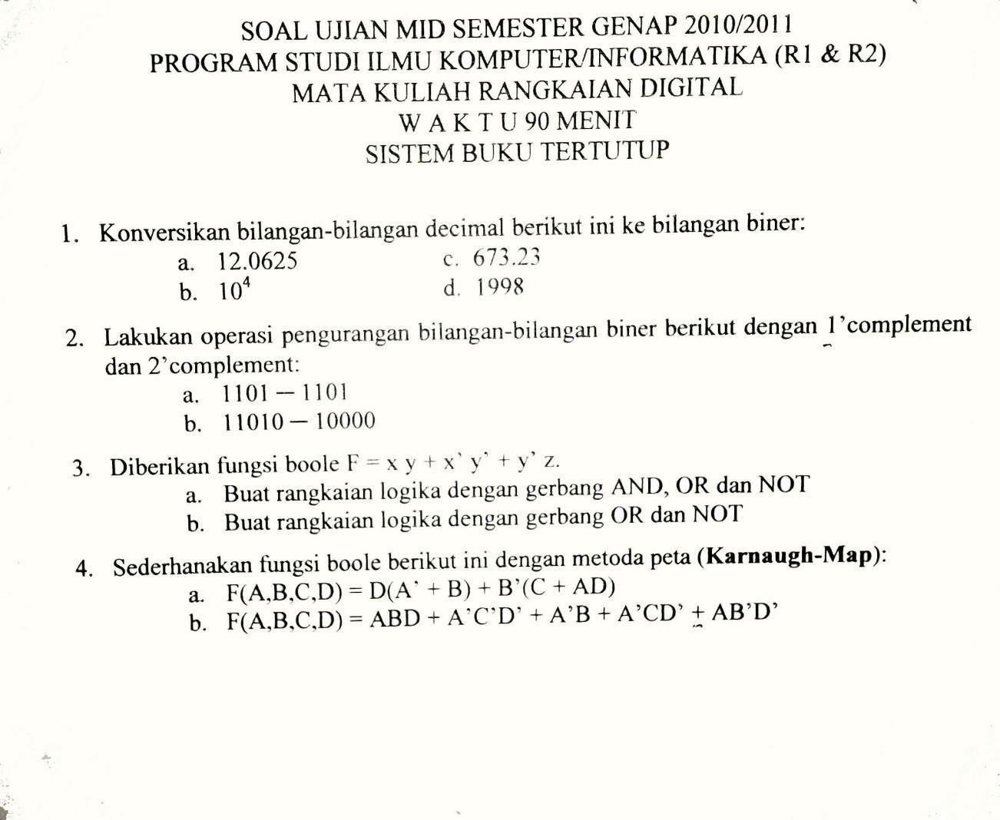 SOAL UJIAN MID SEMESTER GENAP 2010/2011
PROGRAM STUDI ILMU KOMPUTER/INFORMATIKA (R1 & R2)
MATA KULIAH RANGKAIAN DIGITAL
W A K T U 90 MENIT
SISTEM BUKU TERTUTUP
1. Konversikan bilangan-bilangan decimal berikut ini ke bilangan biner:
a. 12.0625 c. 673.23
b. 10⁴ d. 1998
2. Lakukan operasi pengurangan bilangan-bilangan biner berikut dengan 1’complement
dan 2’complement:
a. 1101 – 1101
b. 11010 – 10000
3. Diberikan fungsi boole F = x y + x’ y’ + y’ z.
a. Buat rangkaian logika dengan gerbang AND, OR dan NOT
b. Buat rangkaian logika dengan gerbang OR dan NOT
4. Sederhanakan fungsi boole berikut ini dengan metoda peta (Karnaugh-Map):
a. F(A,B,C,D) = D(A’ + B) + B’(C + AD)
b. F(A,B,C,D) = ABD + A’C’D’ + A’B + A’CD’ + AB’D’